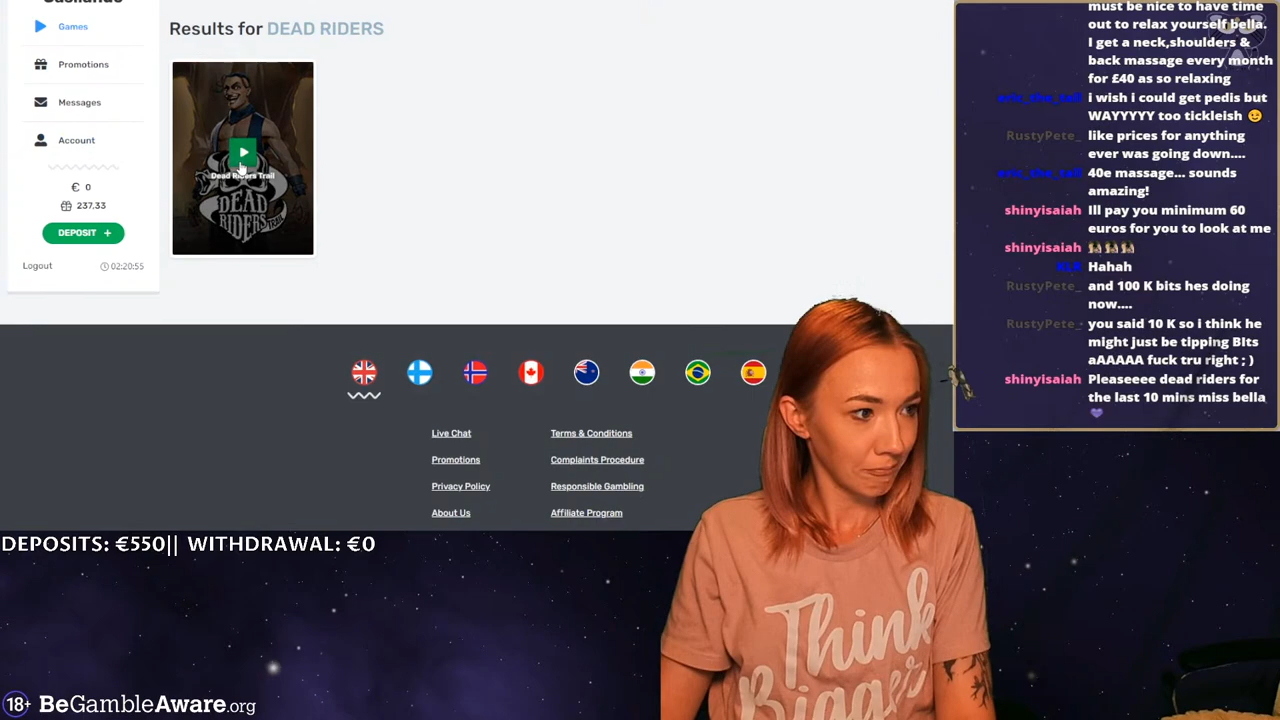 Results for DEAD RIDERS
Games
Promotions
Messages
Account
€ 0
237.33
DEPOSIT +
Logout
02:20:55
Dead Riders Trail
DEAD
RIDERS
TRAIL
Live Chat
Terms & Conditions
Promotions
Complaints Procedure
Privacy Policy
Responsible Gambling
About Us
Affiliate Program
DEPOSITS: €550|| WITHDRAWAL: €0
18+ BeGambleAware.org
Think
Bigger
must be nice to have time
out to relax yourself bella.
I get a neck,shoulders &
back massage every month
for £40 as so relaxing
i wish i could get pedis but
WAYYYYY too tickleish 😉
RustyPete_ like prices for anything
ever was going down....
40e massage... sounds
amazing!
shinyisaiah Ill pay you minimum 60
euros for you to look at me
shinyisaiah
Hahah
RustyPete_ and 100 K bits hes doing
now....
RustyPete_ you said 10 K so i think he
might just be tipping BIts
aAAAAA fuck tru right ; )
shinyisaiah Pleaseeee dead riders for
the last 10 mins miss bella
💜